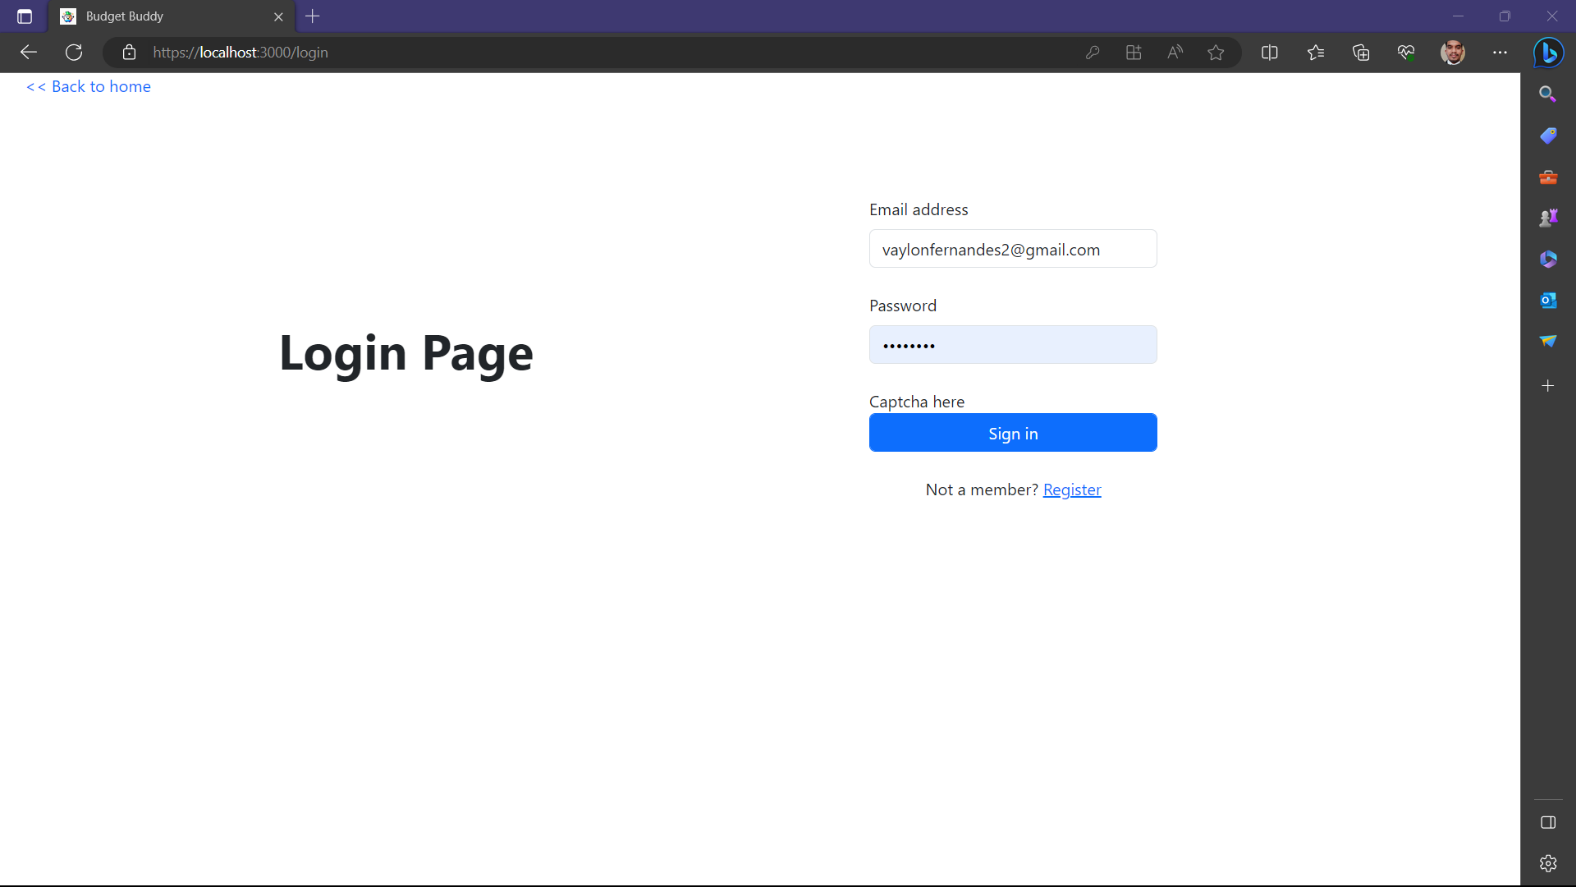 Budget Buddy
https://localhost:3000/login
<< Back to home
Login Page
Email address
vaylonfernandes2@gmail.com
Password
••••••••
Captcha here
Sign in
Not a member? Register